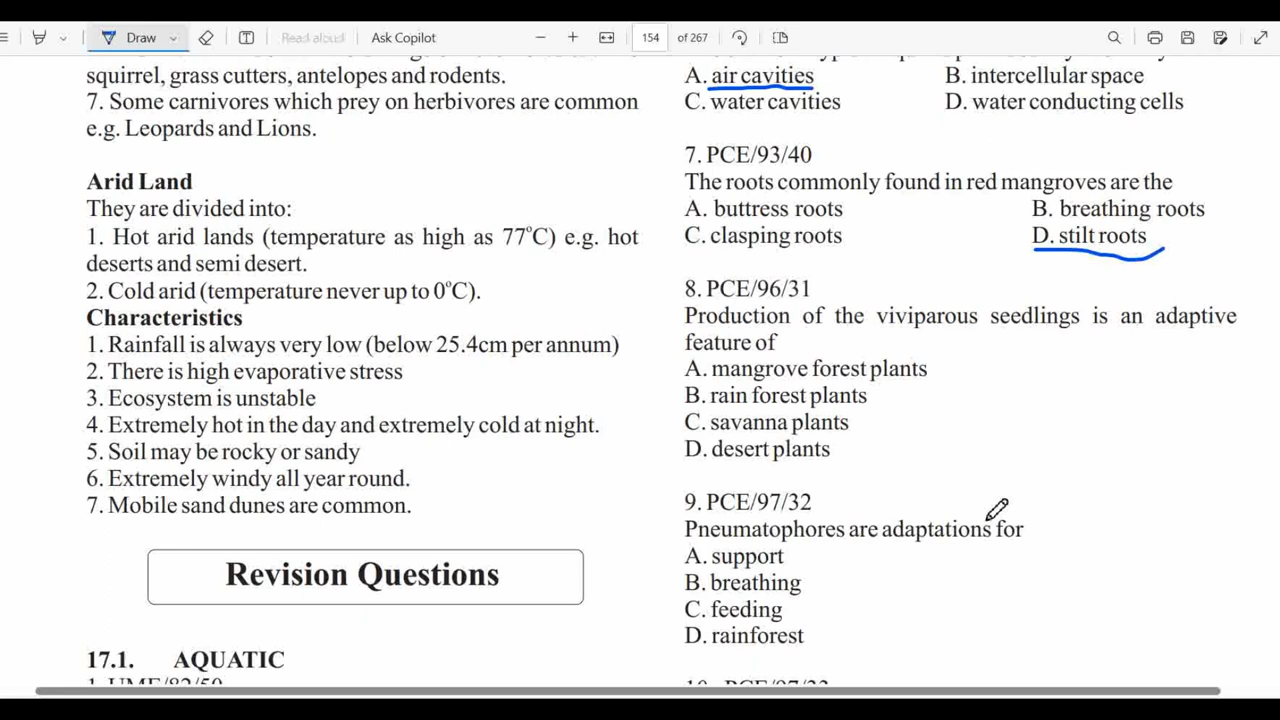 Draw
Read aloud
Ask Copilot
154
of 267
squirrel, grass cutters, antelopes and rodents.
7. Some carnivores which prey on herbivores are common
e.g. Leopards and Lions.
Arid Land
They are divided into:
1. Hot arid lands (temperature as high as 77°C) e.g. hot
deserts and semi desert.
2. Cold arid (temperature never up to 0°C).
Characteristics
1. Rainfall is always very low (below 25.4cm per annum)
2. There is high evaporative stress
3. Ecosystem is unstable
4. Extremely hot in the day and extremely cold at night.
5. Soil may be rocky or sandy
6. Extremely windy all year round.
7. Mobile sand dunes are common.
Revision Questions
17.1. AQUATIC
1. UME/82/50
A. air cavities B. intercellular space
C. water cavities D. water conducting cells
7. PCE/93/40
The roots commonly found in red mangroves are the
A. buttress roots B. breathing roots
C. clasping roots D. stilt roots
8. PCE/96/31
Production of the viviparous seedlings is an adaptive
feature of
A. mangrove forest plants
B. rain forest plants
C. savanna plants
D. desert plants
9. PCE/97/32
Pneumatophores are adaptations for
A. support
B. breathing
C. feeding
D. rainforest
10. PCE/97/33